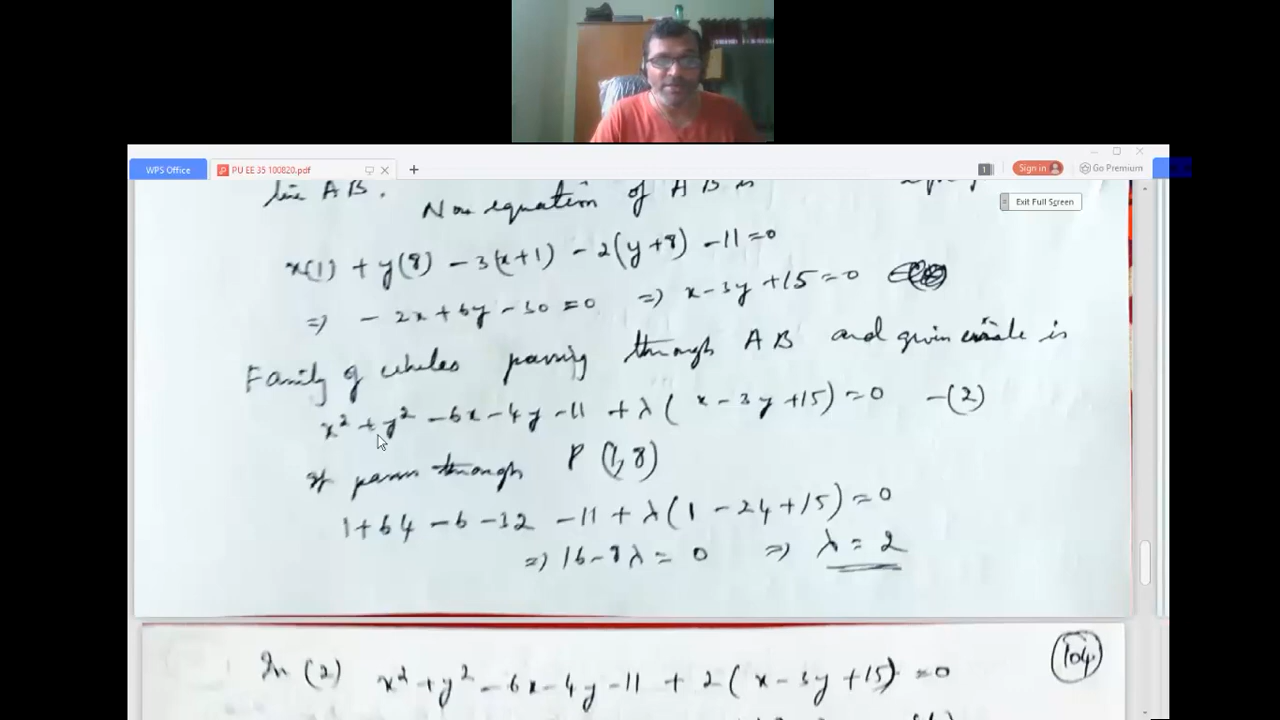 WPS Office PU EE 35 100820.pdf 1 Sign in Go Premium
Exit Full Screen
line AB. Now equation of AB is
x(1) + y(8) - 3(x+1) - 2(y+8) - 11 = 0
⇒ - 2x + 6y - 30 = 0 ⇒ x - 3y + 15 = 0
Family of circles passing through AB and given circle is
x² + y² - 6x - 4y - 11 + λ( x - 3y + 15) = 0 - (2)
It passes through P (1, 8)
1 + 64 - 6 - 32 - 11 + λ(1 - 24 + 15) = 0
⇒ 16 - 8λ = 0 ⇒ λ = 2
104
In (2) x² + y² - 6x - 4y - 11 + 2( x - 3y + 15) = 0